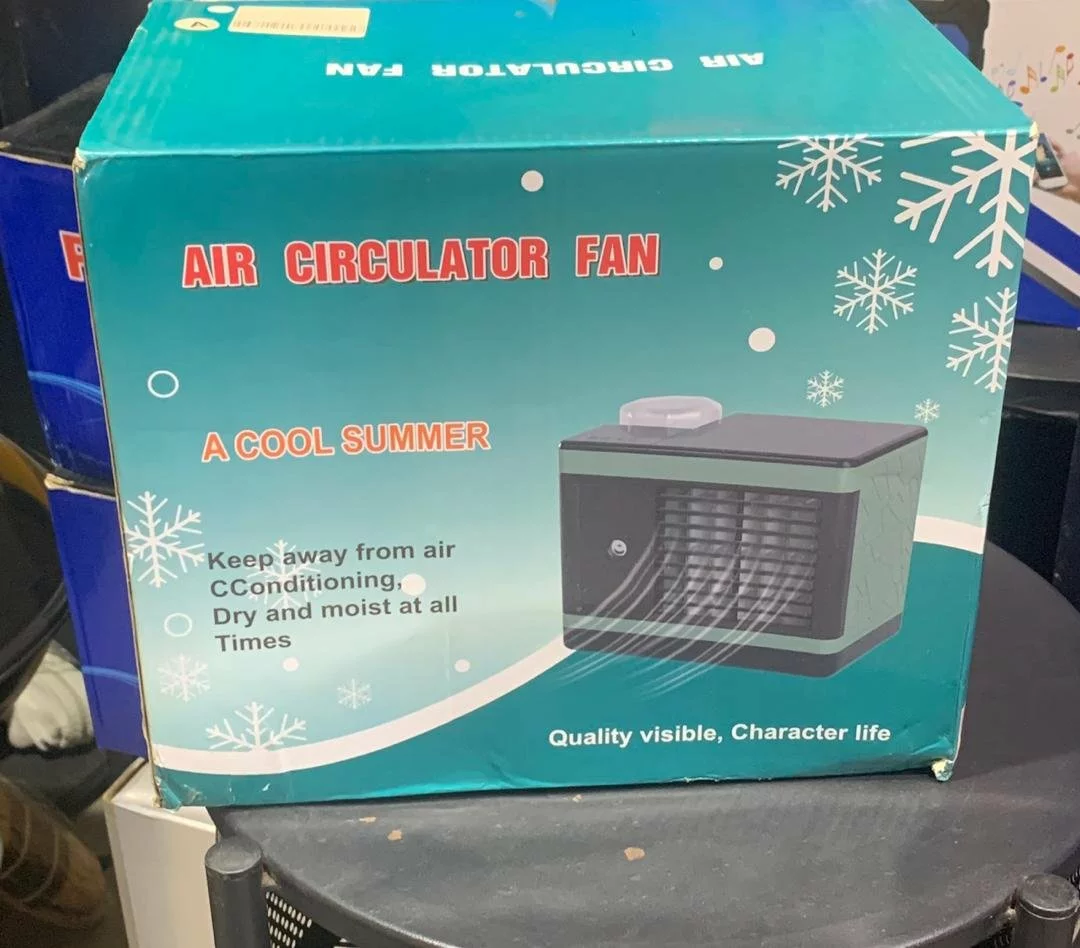 AIR CIRCULATOR FAN
V
AIR CIRCULATOR FAN
F
A COOL SUMMER
Keep away from air
CConditioning,
Dry and moist at all
Times
Quality visible, Character life